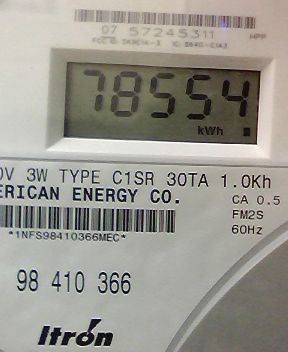 07 57245311
78554
kWh
0V 3W TYPE C1SR 30TA 1.0Kh
ERICAN ENERGY CO.
CA 0.5
FM2S
60Hz
*1NFS98410366MEC*
98 410 366
Itrón